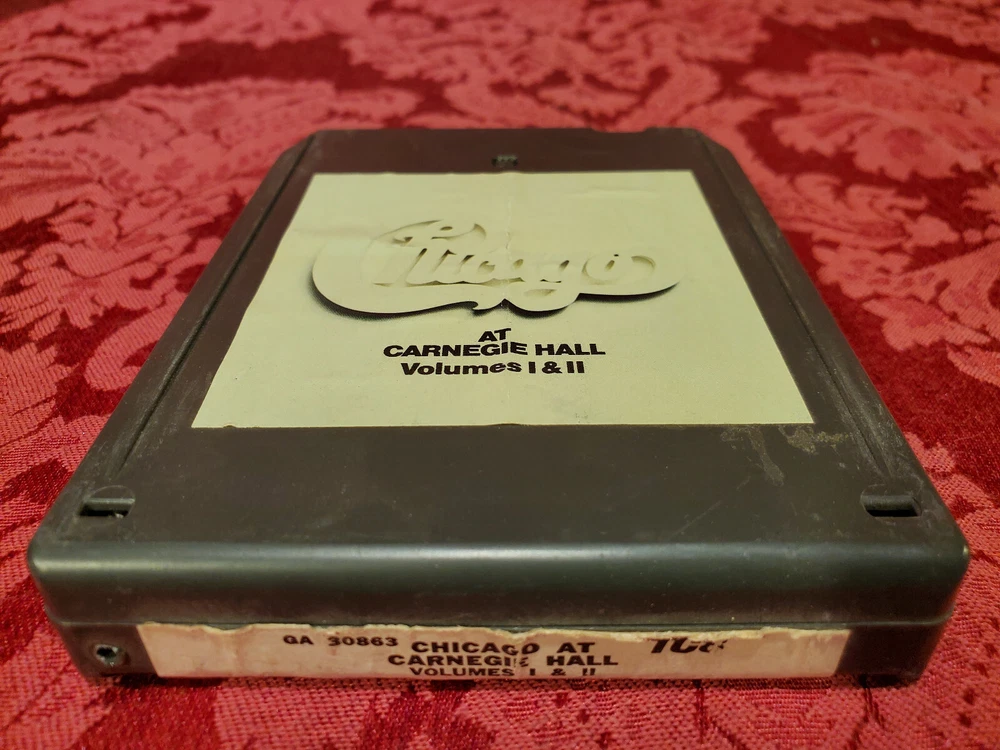 Chicago
AT
CARNEGIE HALL
Volumes I & II
GA 30863 CHICAGO AT
CARNEGIE HALL
VOLUMES I & II